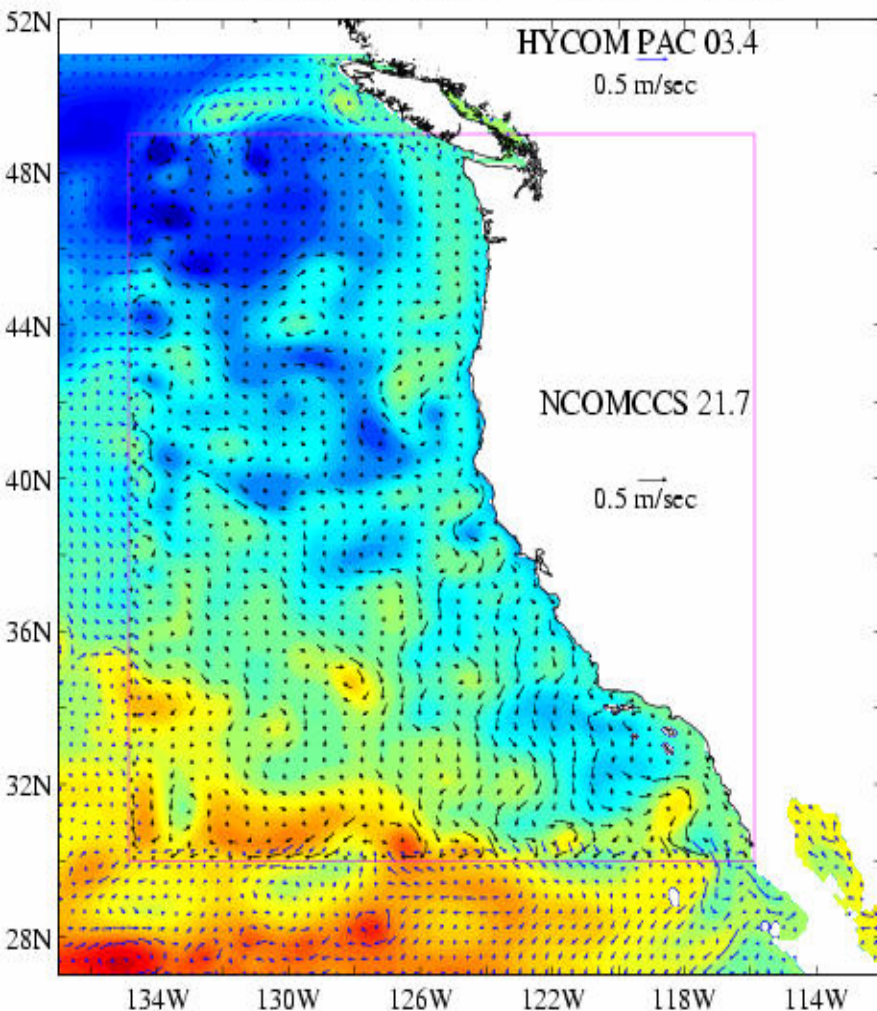 52N
HYCOM PAC 03.4
0.5 m/sec
48N
44N
NCOMCCS 21.7
40N
0.5 m/sec
36N
32N
28N
134W 130W 126W 122W 118W 114W